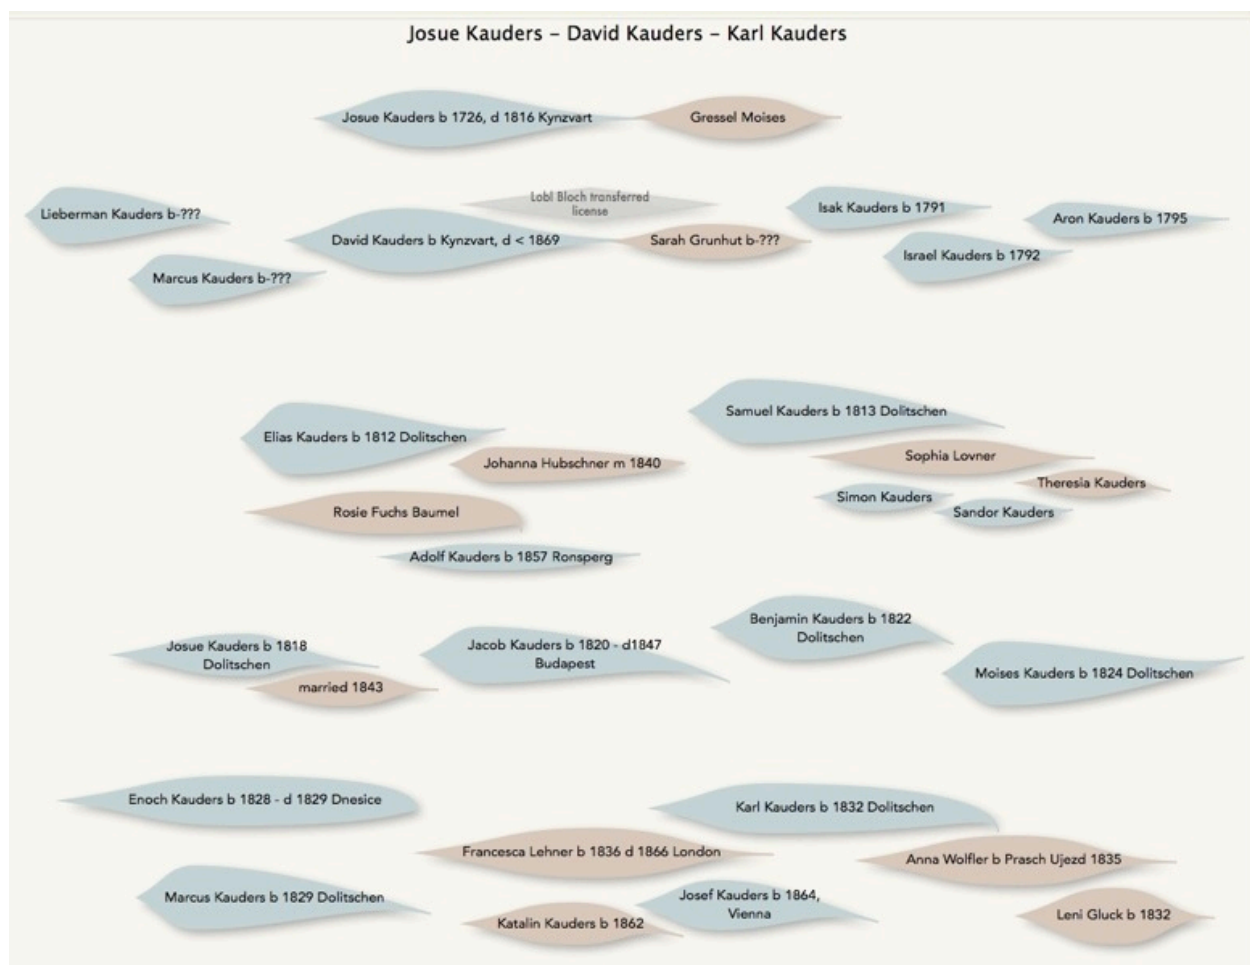 Josue Kauders – David Kauders – Karl Kauders
Josue Kauders b 1726, d 1816 Kynzvart
Gressel Moises
Lieberman Kauders b-???
Lobl Bloch transferred
license
Isak Kauders b 1791
Aron Kauders b 1795
David Kauders b Kynzvart, d < 1869
Sarah Grunhut b-???
Israel Kauders b 1792
Marcus Kauders b-???
Samuel Kauders b 1813 Dolitschen
Elias Kauders b 1812 Dolitschen
Johanna Hubschner m 1840
Sophia Lovner
Theresia Kauders
Simon Kauders
Sandor Kauders
Rosie Fuchs Baumel
Adolf Kauders b 1857 Ronsperg
Josue Kauders b 1818
Dolitschen
married 1843
Jacob Kauders b 1820 - d1847
Budapest
Benjamin Kauders b 1822
Dolitschen
Moises Kauders b 1824 Dolitschen
Enoch Kauders b 1828 - d 1829 Dnesice
Karl Kauders b 1832 Dolitschen
Francesca Lehner b 1836 d 1866 London
Anna Wolfler b Prasch Ujezd 1835
Marcus Kauders b 1829 Dolitschen
Josef Kauders b 1864,
Vienna
Katalin Kauders b 1862
Leni Gluck b 1832